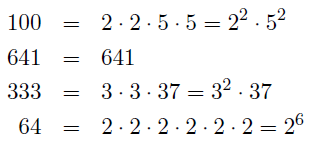 100 = 2 · 2 · 5 · 5 = 2² · 5²
641 = 641
333 = 3 · 3 · 37 = 3² · 37
64 = 2 · 2 · 2 · 2 · 2 · 2 = 2⁶